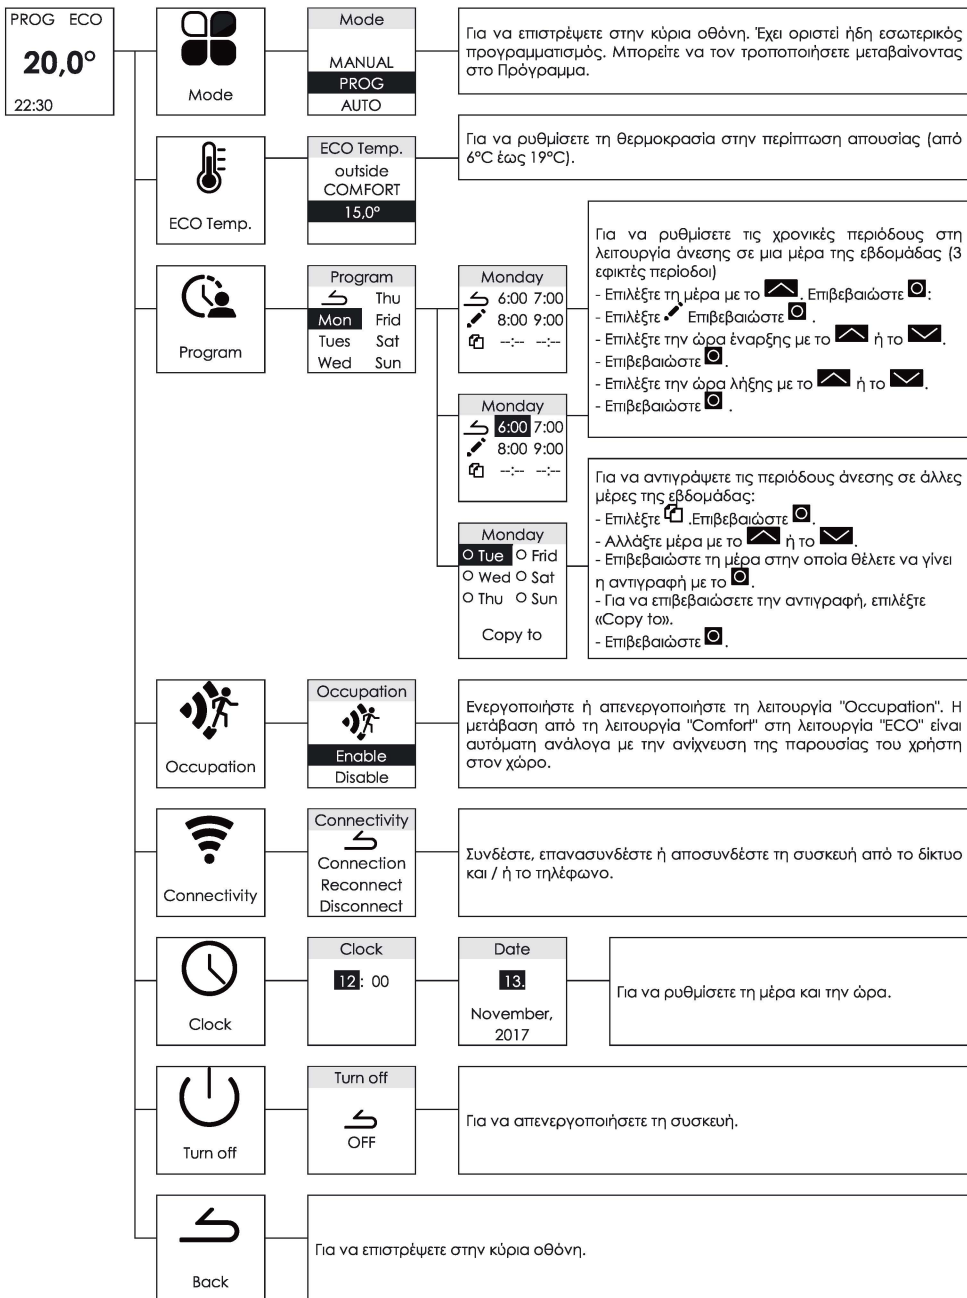 PROG ECO
20,0°
22:30
Mode
Mode
MANUAL
PROG
AUTO
Για να επιστρέψετε στην κύρια οθόνη. Έχει οριστεί ήδη εσωτερικός
προγραμματισμός. Μπορείτε να τον τροποποιήσετε μεταβαίνοντας
στο Πρόγραμμα.
ECO Temp.
ECO Temp.
outside
COMFORT
15,0°
Για να ρυθμίσετε τη θερμοκρασία στην περίπτωση απουσίας (από
6°C έως 19°C).
Program
Program
Thu
Mon Frid
Tues Sat
Wed Sun
Monday
6:00 7:00
8:00 9:00
--:-- --:--
Monday
6:00 7:00
8:00 9:00
--:-- --:--
Για να ρυθμίσετε τις χρονικές περιόδους στη
λειτουργία άνεσης σε μια μέρα της εβδομάδας (3
εφικτές περίοδοι)
- Επιλέξτε τη μέρα με το . Επιβεβαιώστε :
- Επιλέξτε Επιβεβαιώστε .
- Επιλέξτε την ώρα έναρξης με το ή το .
- Επιβεβαιώστε .
- Επιλέξτε την ώρα λήξης με το ή το .
- Επιβεβαιώστε .
Monday
Tue Frid
Wed Sat
Thu Sun
Copy to
Για να αντιγράψετε τις περιόδους άνεσης σε άλλες
μέρες της εβδομάδας:
- Επιλέξτε .Επιβεβαιώστε .
- Αλλάξτε μέρα με το ή το .
- Επιβεβαιώστε τη μέρα στην οποία θέλετε να γίνει
η αντιγραφή με το .
- Για να επιβεβαιώσετε την αντιγραφή, επιλέξτε
«Copy to».
- Επιβεβαιώστε .
Occupation
Occupation
Enable
Disable
Ενεργοποιήστε ή απενεργοποιήστε τη λειτουργία "Occupation". Η
μετάβαση από τη λειτουργία "Comfort" στη λειτουργία "ECO" είναι
αυτόματη ανάλογα με την ανίχνευση της παρουσίας του χρήστη
στον χώρο.
Connectivity
Connectivity
Connection
Reconnect
Disconnect
Συνδέστε, επανασυνδέστε ή αποσυνδέστε τη συσκευή από το δίκτυο
και / ή το τηλέφωνο.
Clock
Clock
12: 00
Date
13.
November,
2017
Για να ρυθμίσετε τη μέρα και την ώρα.
Turn off
Turn off
OFF
Για να απενεργοποιήσετε τη συσκευή.
Back
Για να επιστρέψετε στην κύρια οθόνη.